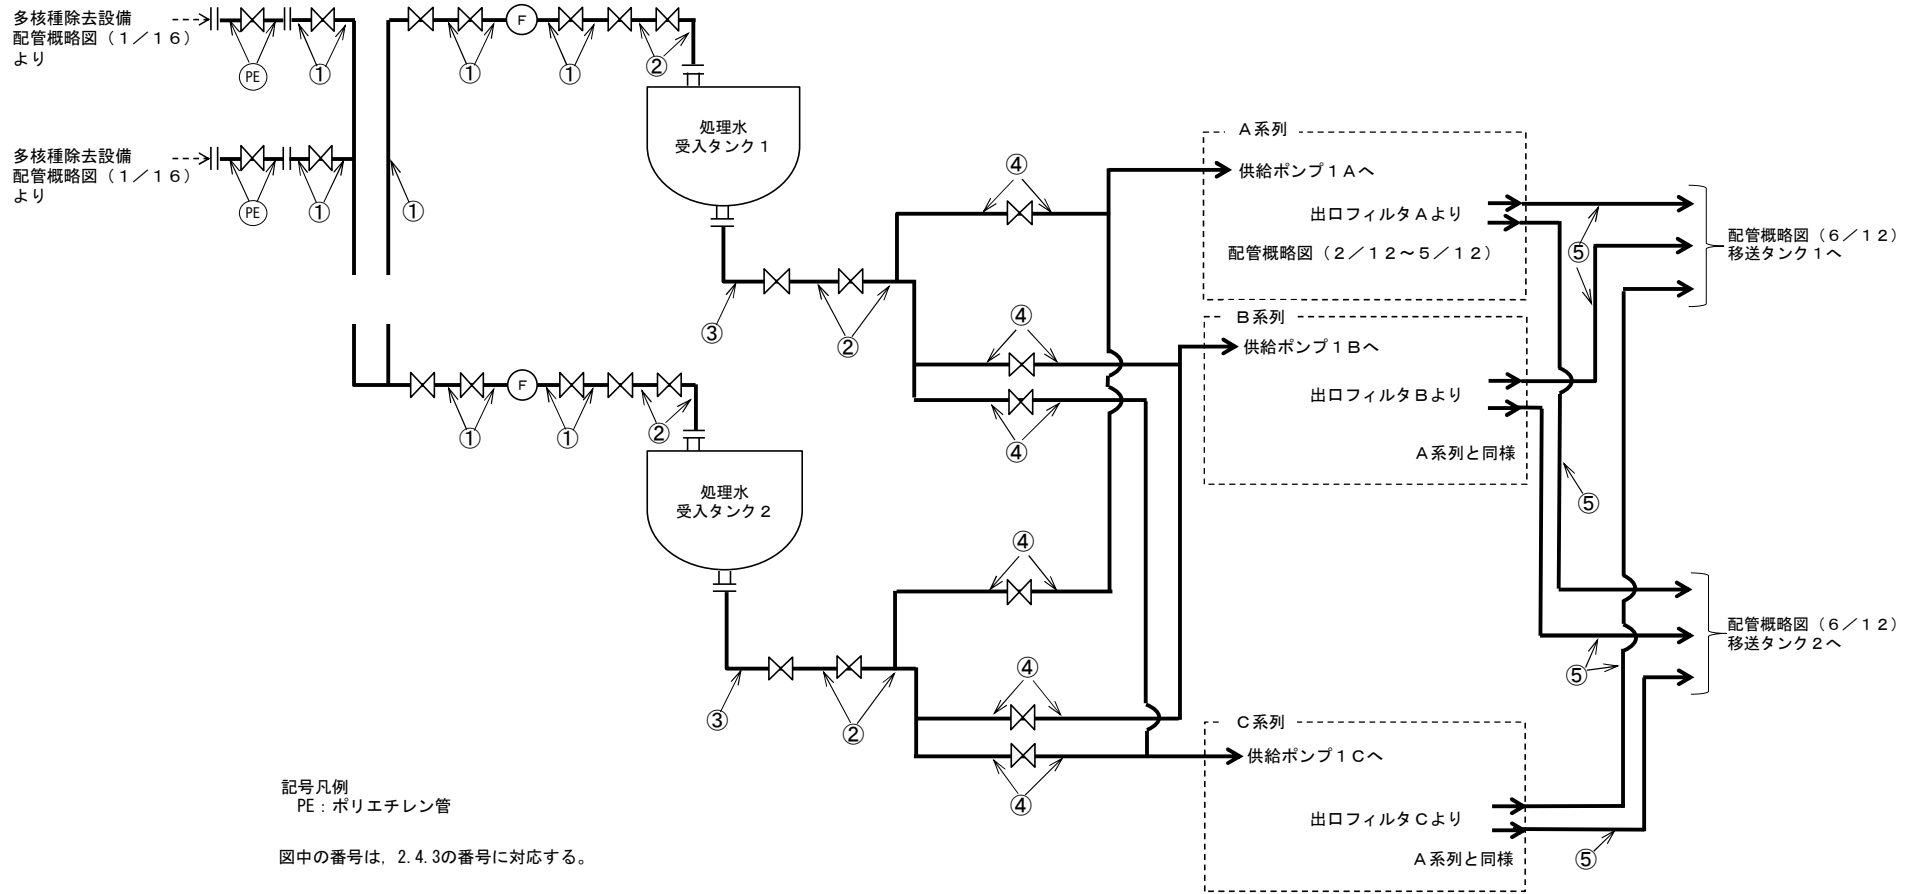 多核種除去設備
配管概略図（１／１６）
より
PE
①
①
F
①
②
多核種除去設備
配管概略図（１／１６）
より
PE
①
①
処理水
受入タンク１
③
②
①
F
①
②
処理水
受入タンク２
③
②
④
④
④
④
④
④
A系列
供給ポンプ１Aへ
出口フィルタAより
配管概略図（２／１２～５／１２）
B系列
供給ポンプ１Bへ
出口フィルタBより
A系列と同様
C系列
供給ポンプ１Cへ
出口フィルタCより
A系列と同様
⑤
⑤
⑤
⑤
配管概略図（６／１２）
移送タンク１へ
配管概略図（６／１２）
移送タンク２へ
記号凡例
PE：ポリエチレン管
図中の番号は，2.4.3の番号に対応する。